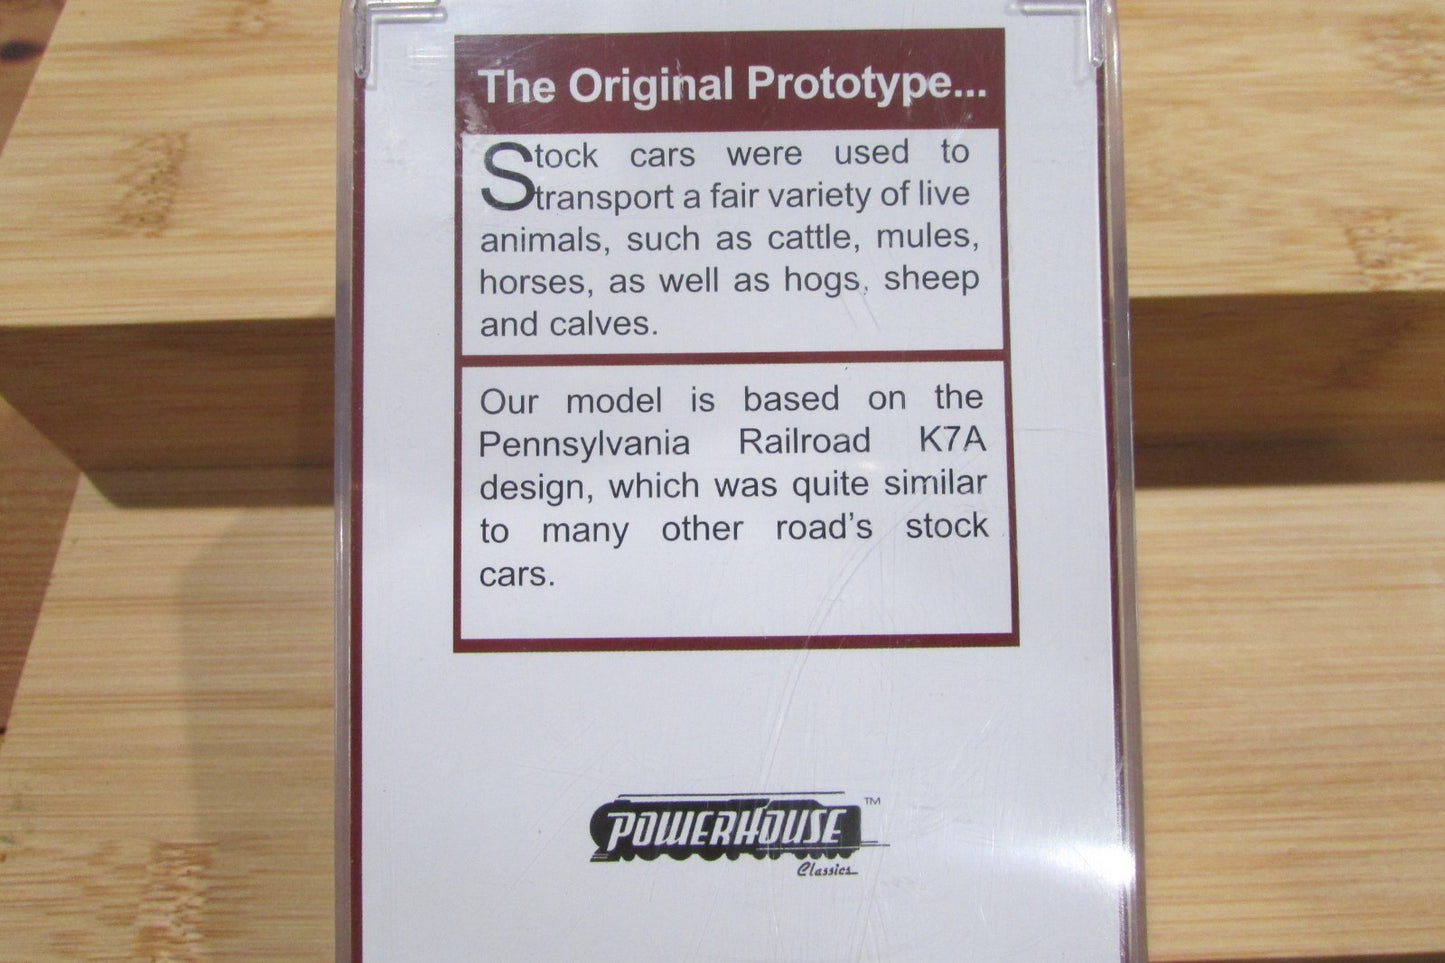 The Original Prototype...
Stock cars were used to
transport a fair variety of live
animals, such as cattle, mules,
horses, as well as hogs, sheep
and calves.
Our model is based on the
Pennsylvania Railroad K7A
design, which was quite similar
to many other road's stock
cars.
POWERHOUSE ™
Classics